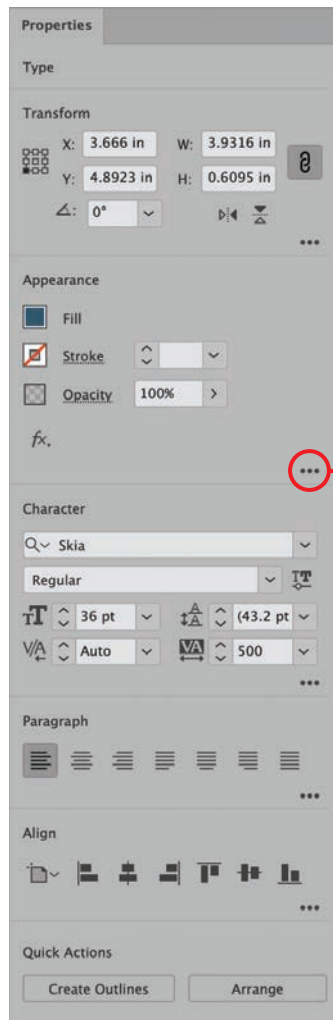 Properties
Type
Transform
X: 3.666 in W: 3.9316 in
Y: 4.8923 in H: 0.6095 in
0°
Appearance
Fill
Stroke
Opacity 100%
fx.
Character
Skia
Regular
36 pt (43.2 pt
Auto 500
Paragraph
Align
Quick Actions
Create Outlines Arrange